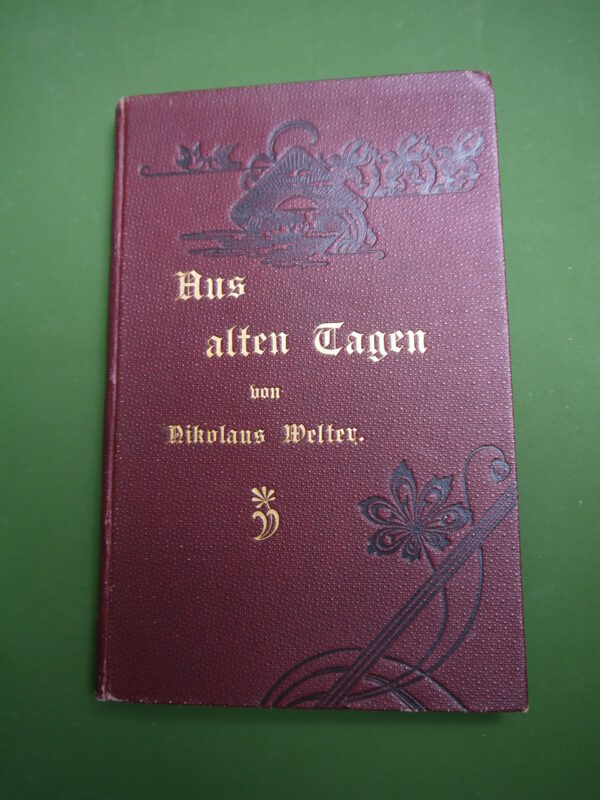 Aus
alten Tagen
von
Nikolaus Welter.